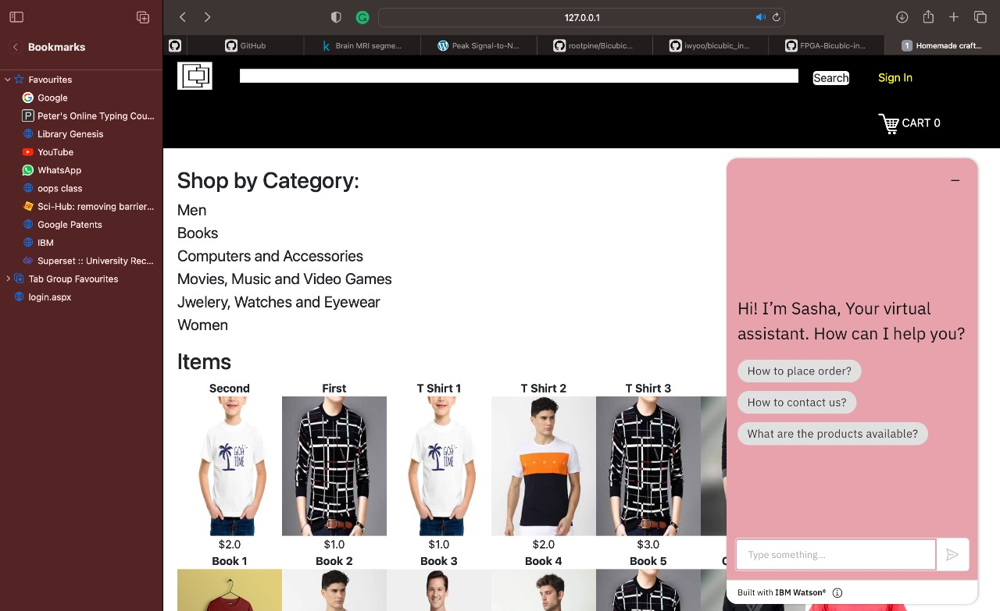 127.0.0.1
Bookmarks
Favourites
Google
Peter's Online Typing Cou...
Library Genesis
YouTube
WhatsApp
oops class
Sci-Hub: removing barrier...
Google Patents
IBM
Superset :: University Rec...
Tab Group Favourites
login.aspx
GitHub
Brain MRI segme...
Peak Signal-to-N...
rootpine/Bicubic...
iwyoo/bicubic_in...
FPGA-Bicubic-in...
1 Homemade craft...
Search
Sign In
CART 0
Shop by Category:
Men
Books
Computers and Accessories
Movies, Music and Video Games
Jwelery, Watches and Eyewear
Women
Items
Second First T Shirt 1 T Shirt 2 T Shirt 3
GOA TIME GOA TIME
$2.0 $1.0 $1.0 $2.0 $3.0
Book 1 Book 2 Book 3 Book 4 Book 5
Hi! I'm Sasha, Your virtual
assistant. How can I help you?
How to place order?
How to contact us?
What are the products available?
Type something...
Built with IBM Watson®